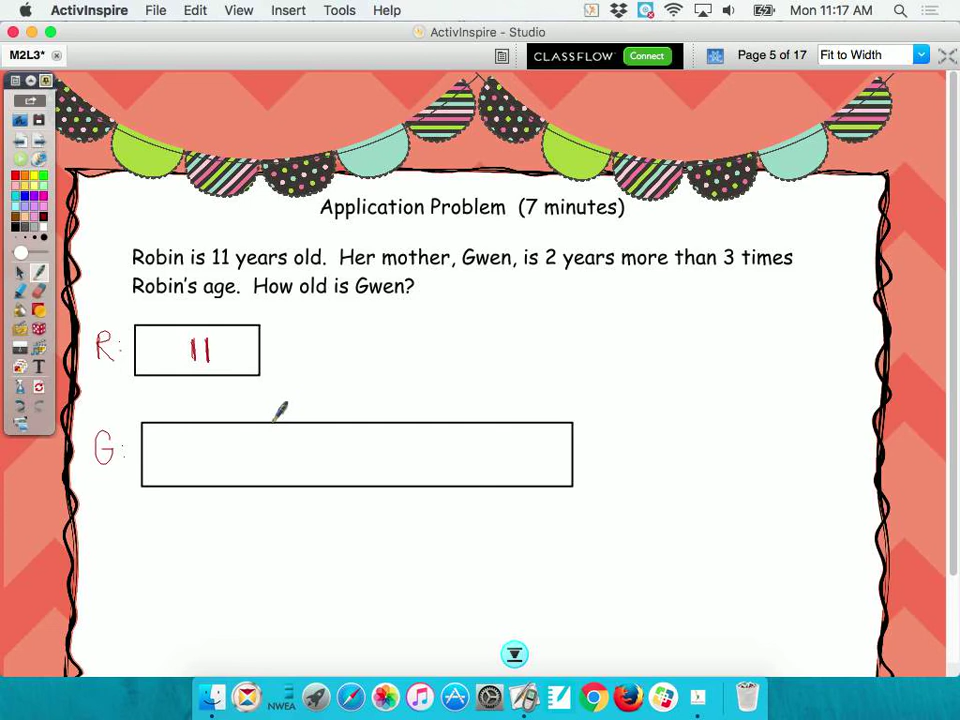 ActivInspire File Edit View Insert Tools Help Mon 11:17 AM
ActivInspire - Studio
M2L3* CLASSFLOW Connect Page 5 of 17 Fit to Width
Application Problem (7 minutes)
Robin is 11 years old. Her mother, Gwen, is 2 years more than 3 times
Robin's age. How old is Gwen?
R: 11
G:
NWEA